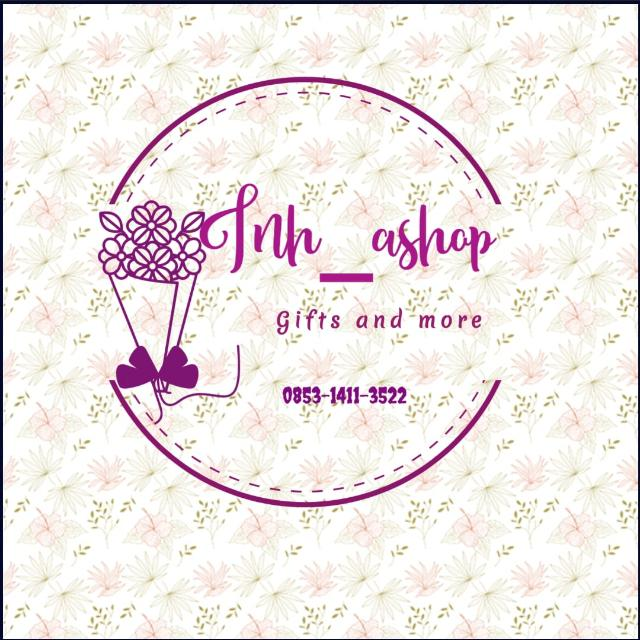 Inh_ashop
Gifts and more
0853-1411-3522